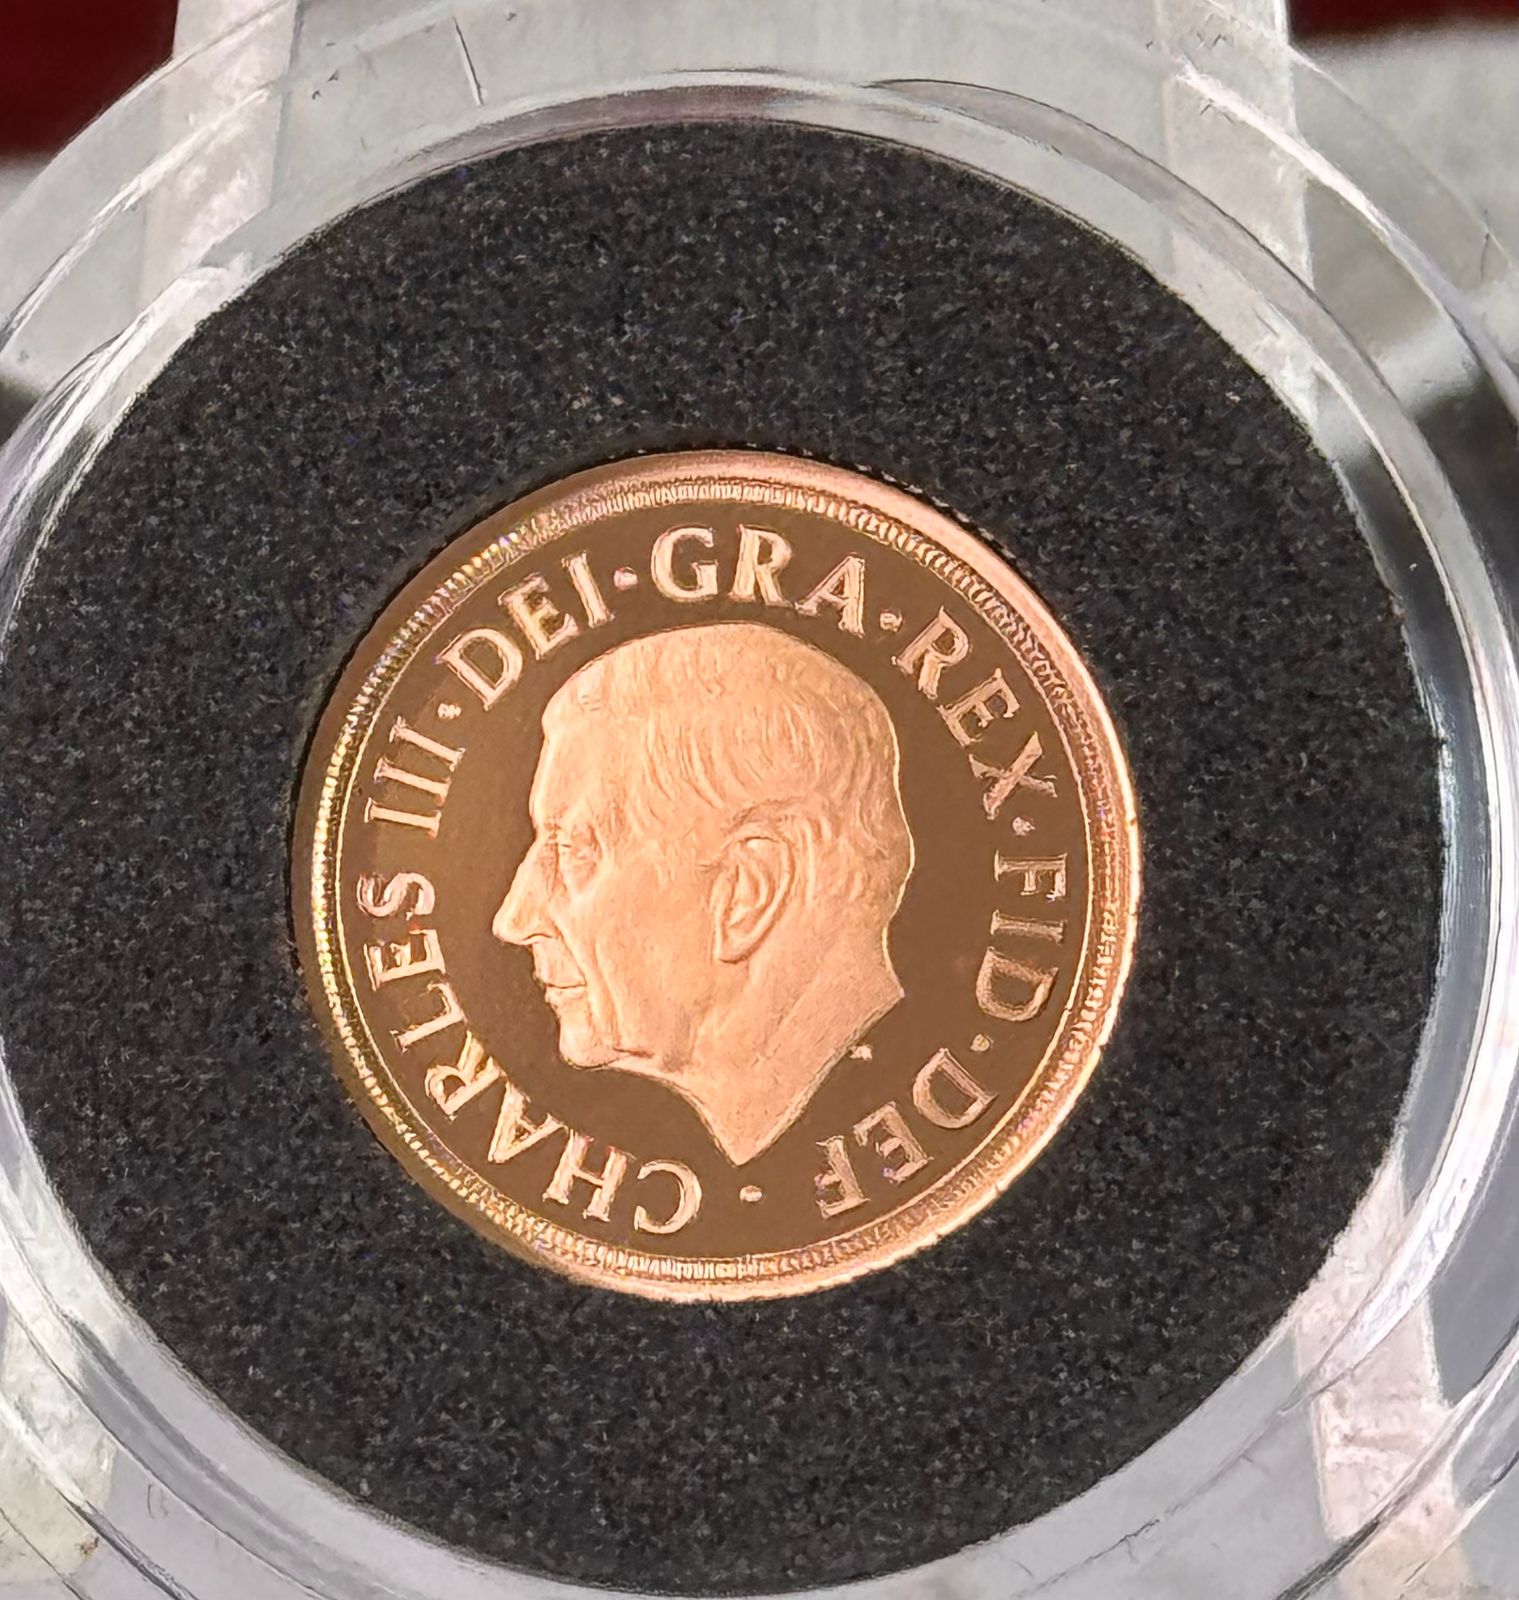 · CHARLES III · DEI · GRA · REX · FID · DEF